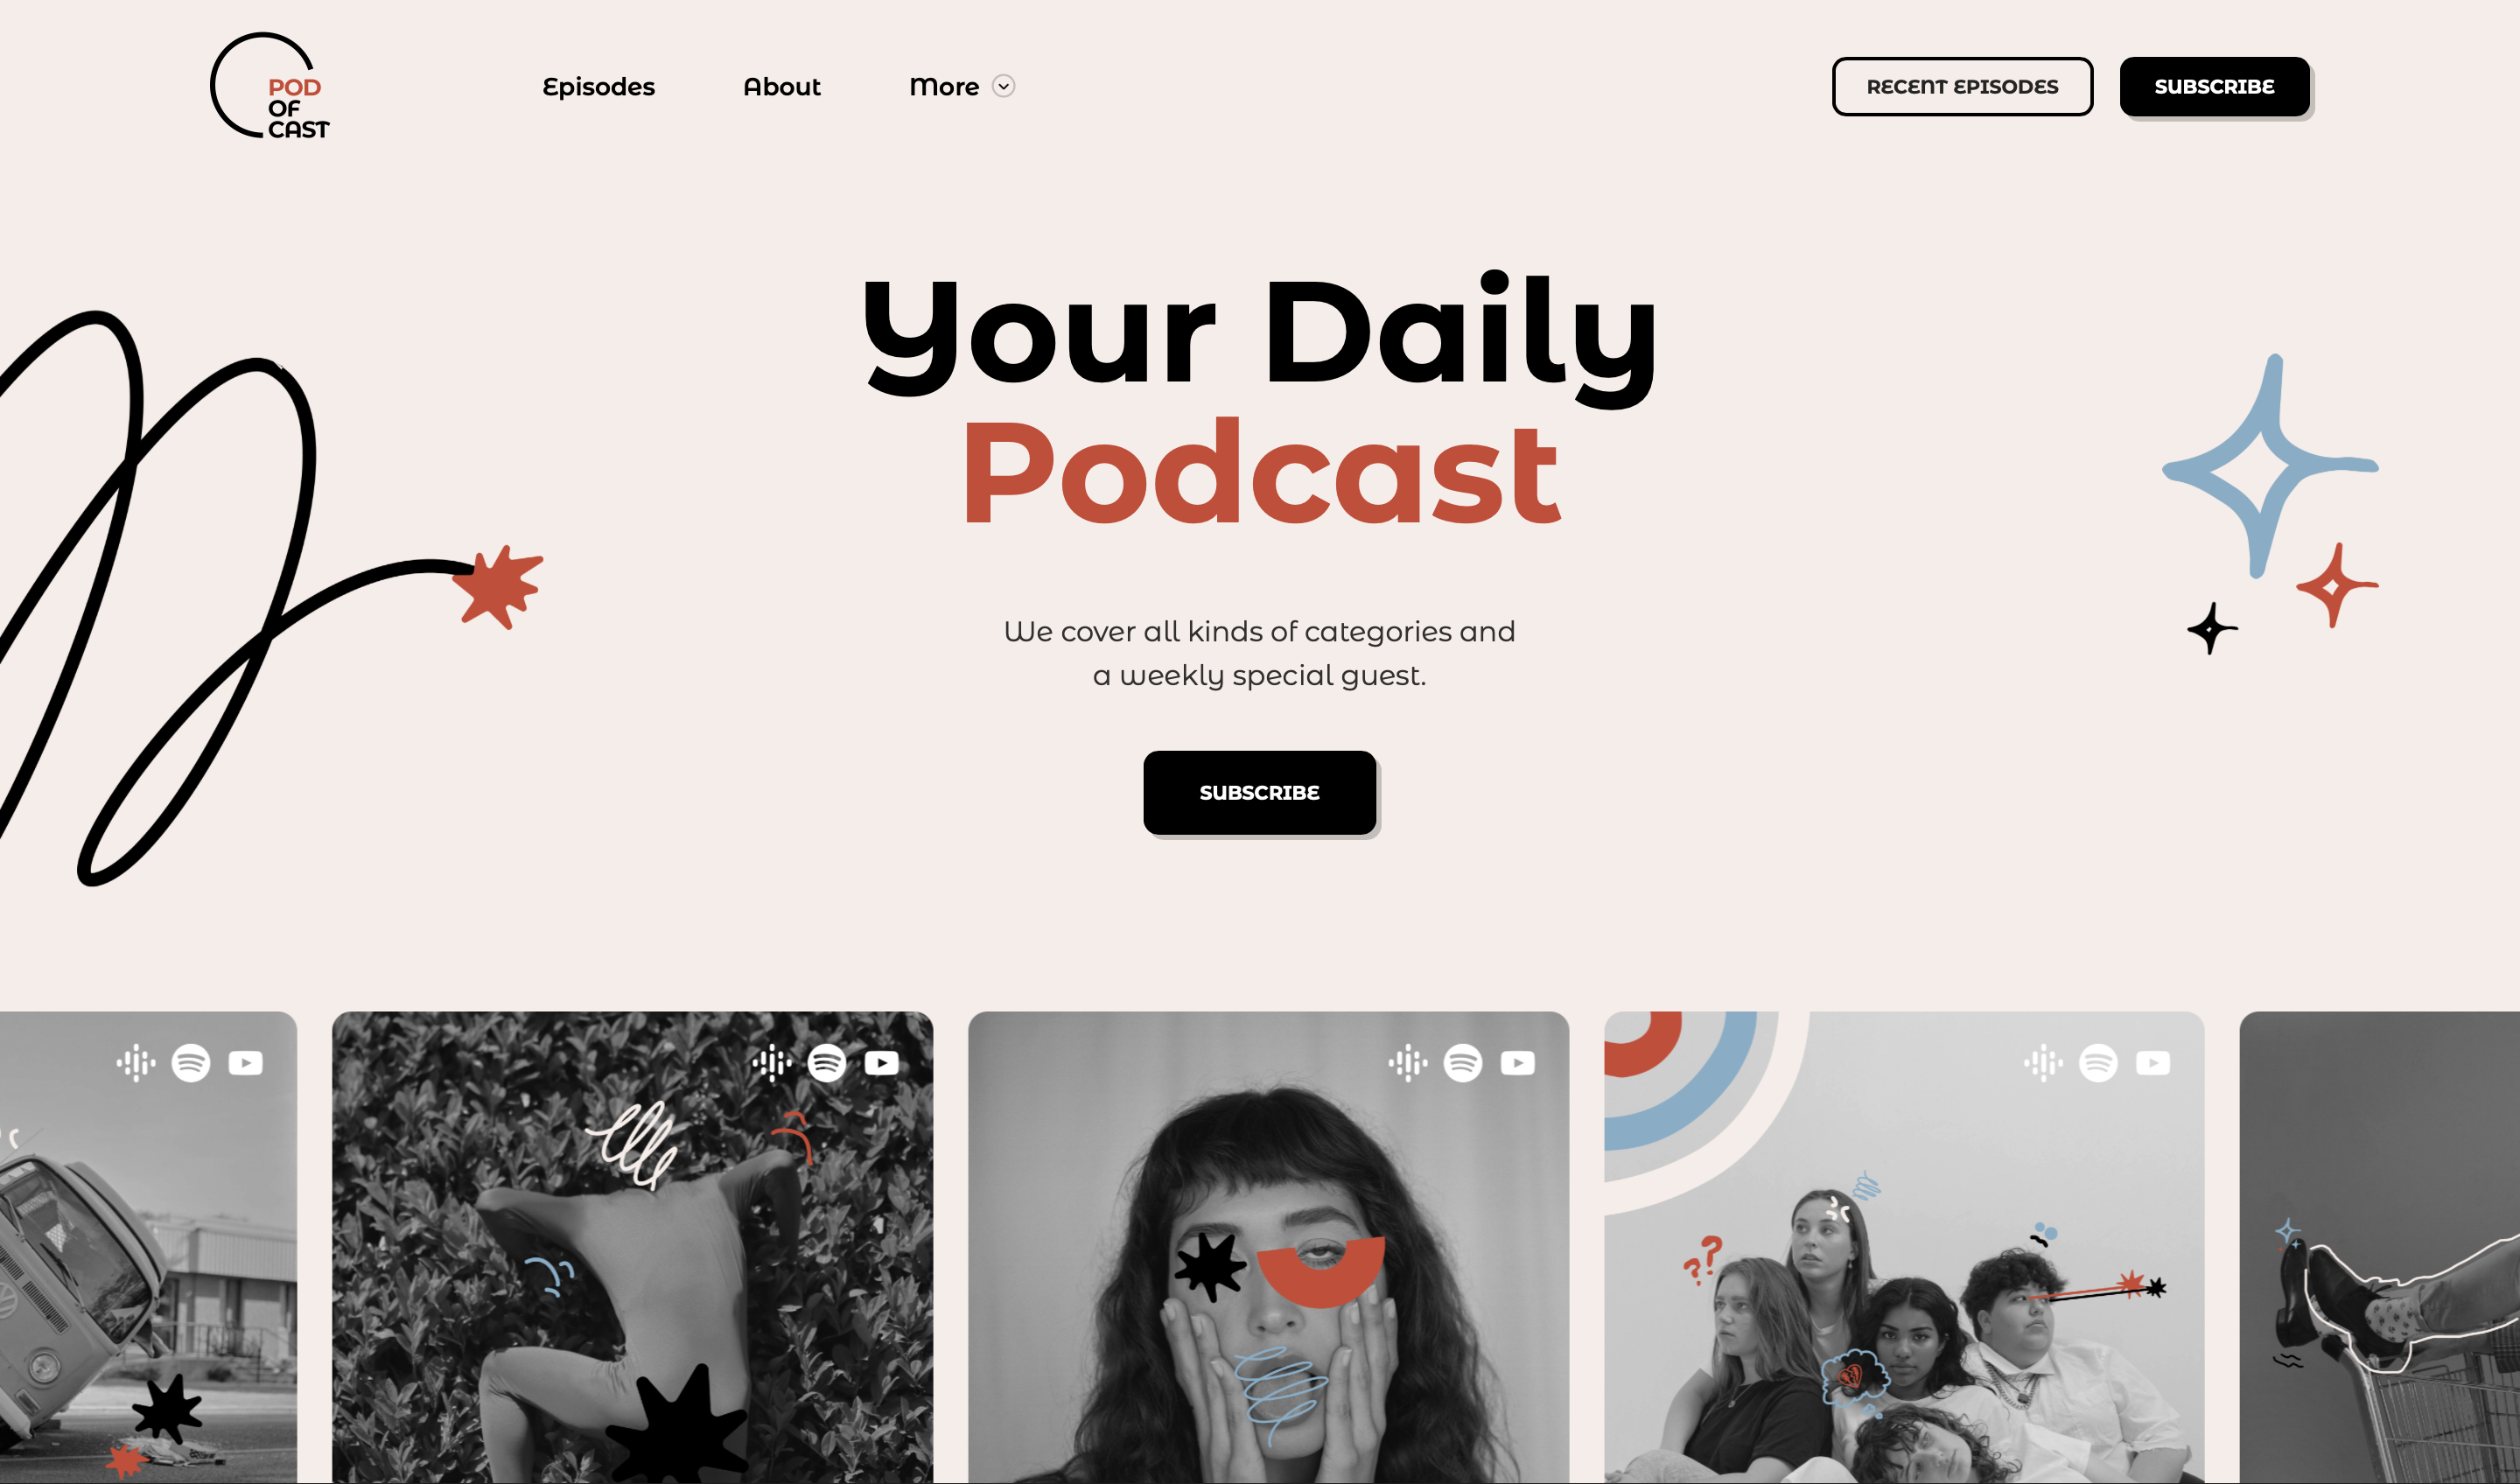 POD
OF
CAST
Episodes
About
More
RECENT EPISODES
SUBSCRIBE
Your Daily
Podcast
We cover all kinds of categories and
a weekly special guest.
SUBSCRIBE